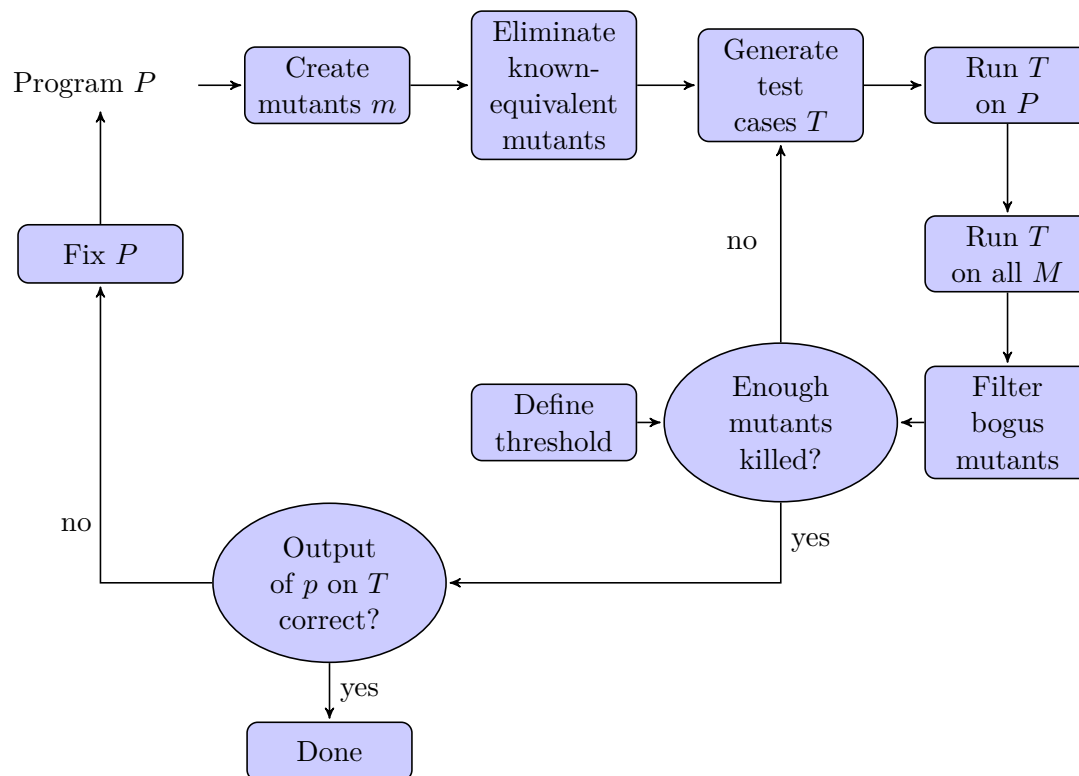 Program P
Create
mutants m
Eliminate
known-
equivalent
mutants
Generate
test
cases T
Run T
on P
Fix P
no
Run T
on all M
Define
threshold
Enough
mutants
killed?
Filter
bogus
mutants
no
Output
of p on T
correct?
yes
yes
Done